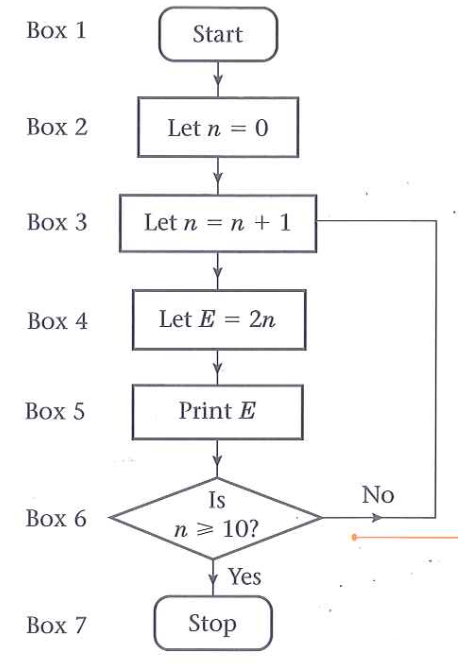 Box 1 Start
Box 2 Let n = 0
Box 3 Let n = n + 1
Box 4 Let E = 2n
Box 5 Print E
Is
No
Box 6 n ⩾ 10?
Yes
Box 7 Stop